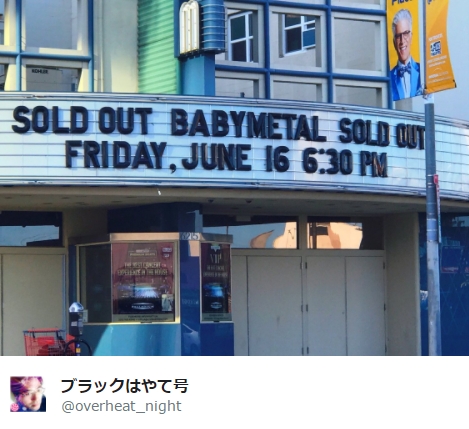 SOLD OUT BABYMETAL SOLD OUT
FRIDAY, JUNE 16 6:30 PM
VIP
ブラックはやて号
@overheat_night